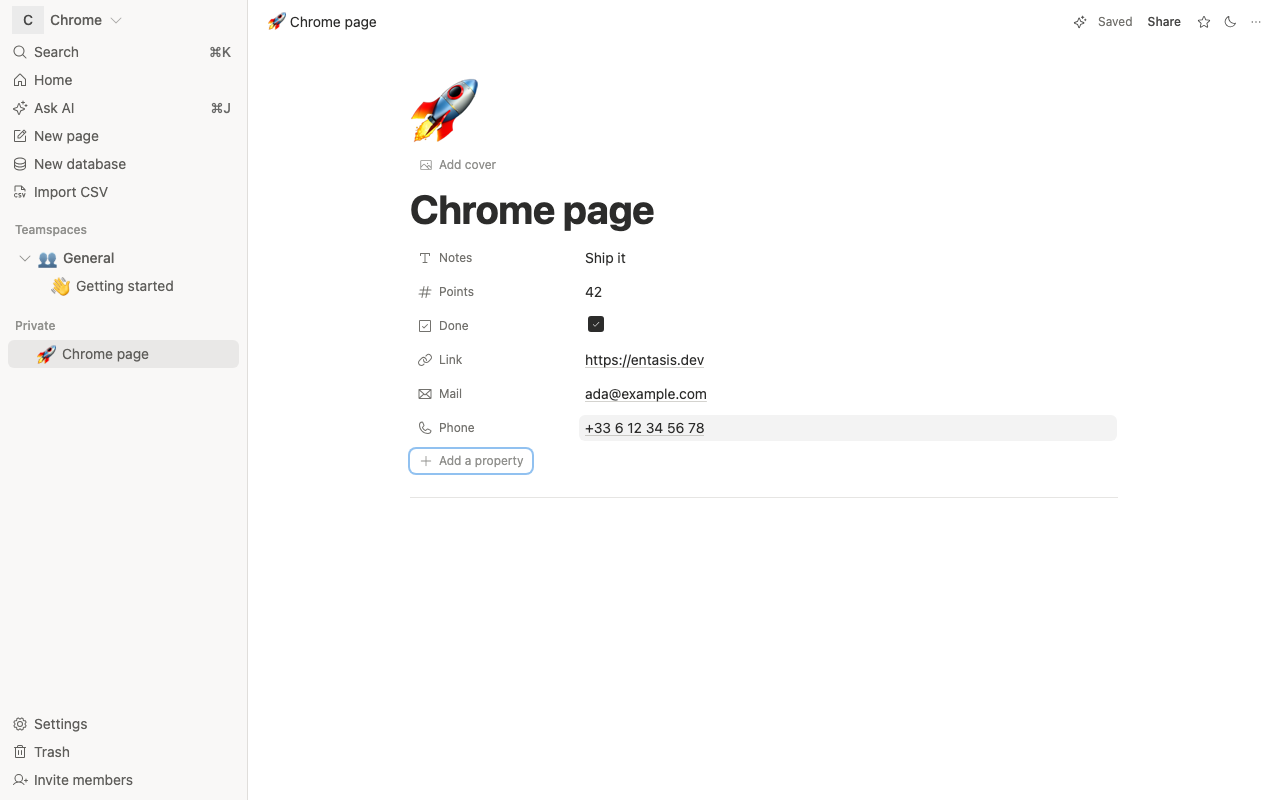 C Chrome
Search ⌘K
Home
Ask AI ⌘J
New page
New database
CSV Import CSV
Teamspaces
General
Getting started
Private
Chrome page
Settings
Trash
Invite members
Chrome page
Saved Share ...
Add cover
Chrome page
Notes Ship it
Points 42
Done
Link https://entasis.dev
Mail ada@example.com
Phone +33 6 12 34 56 78
Add a property